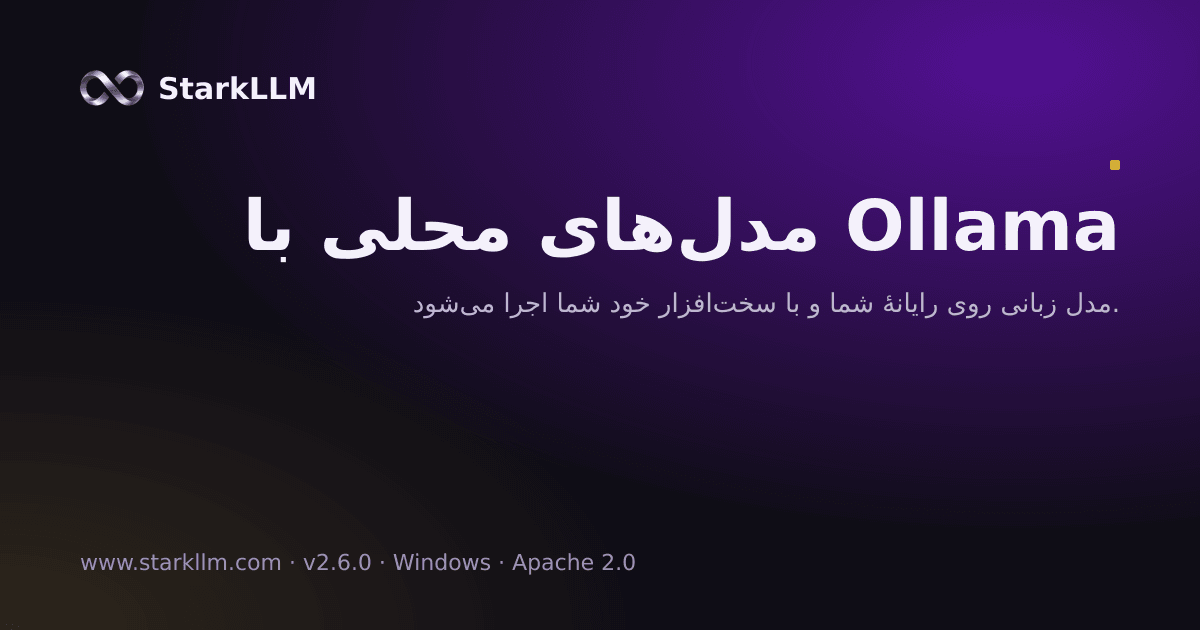 StarkLLM
مدل‌های محلی با Ollama
مدل زبانی روی رایانهٔ شما و با سخت‌افزار خود شما اجرا می‌شود.
www.starkllm.com · v2.6.0 · Windows · Apache 2.0